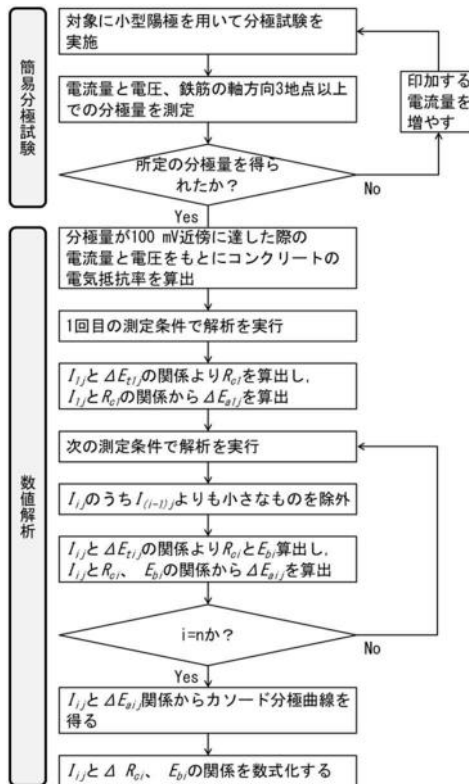 簡易分極試験
対象に小型陽極を用いて分極試験を
実施
電流量と電圧、鉄筋の軸方向3地点以上
での分極量を測定
印加する
電流量を
増やす
所定の分極量を得ら
れたか？
No
Yes
数値解析
分極量が100 mV近傍に達した際の
電流量と電圧をもとにコンクリートの
電気抵抗率を算出
1回目の測定条件で解析を実行
I1jとΔEt1jの関係よりRc1を算出し，
I1jとRc1の関係からΔEa1jを算出
次の測定条件で解析を実行
IijのうちI(i-1)jよりも小さなものを除外
IijとΔEtijの関係よりRciとEbi算出し，
IijとRci、 Ebiの関係からΔEaijを算出
i=nか？
No
Yes
IijとΔEaij関係からカソード分極曲線を
得る
IijとΔ Rci、 Ebiの関係を数式化する